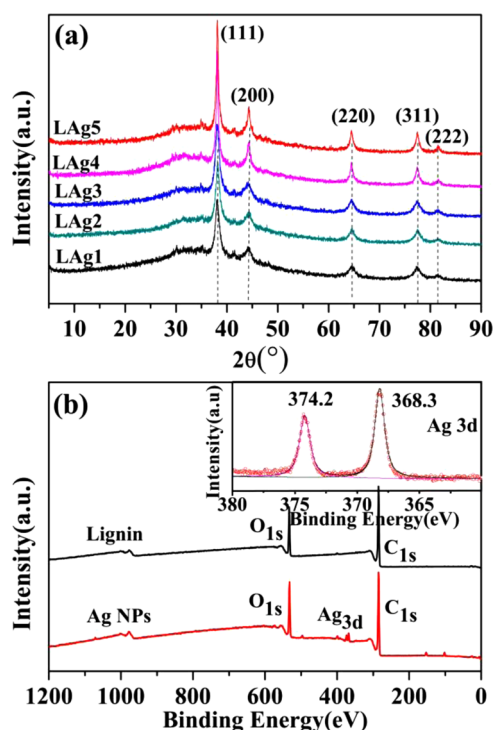 (a)
(111)
(200)
(220)
(311)
(222)
LAg5
LAg4
LAg3
LAg2
LAg1
Intensity(a.u.)
10 20 30 40 50 60 70 80 90
2θ(°)
(b)
374.2
368.3
Ag 3d
Intensity(a.u)
380 375 370 365
Binding Energy(eV)
Lignin
O1s
C1s
Ag NPs
O1s
Ag3d
C1s
Intensity(a.u.)
1200 1000 800 600 400 200 0
Binding Energy(eV)